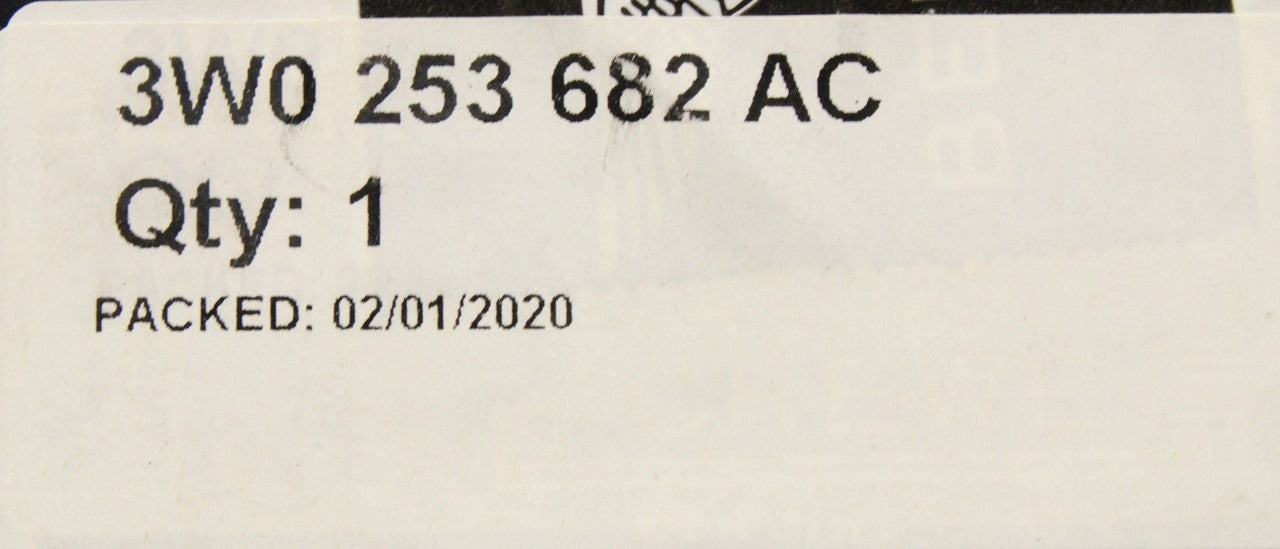 3W0 253 682 AC
Qty: 1
PACKED: 02/01/2020